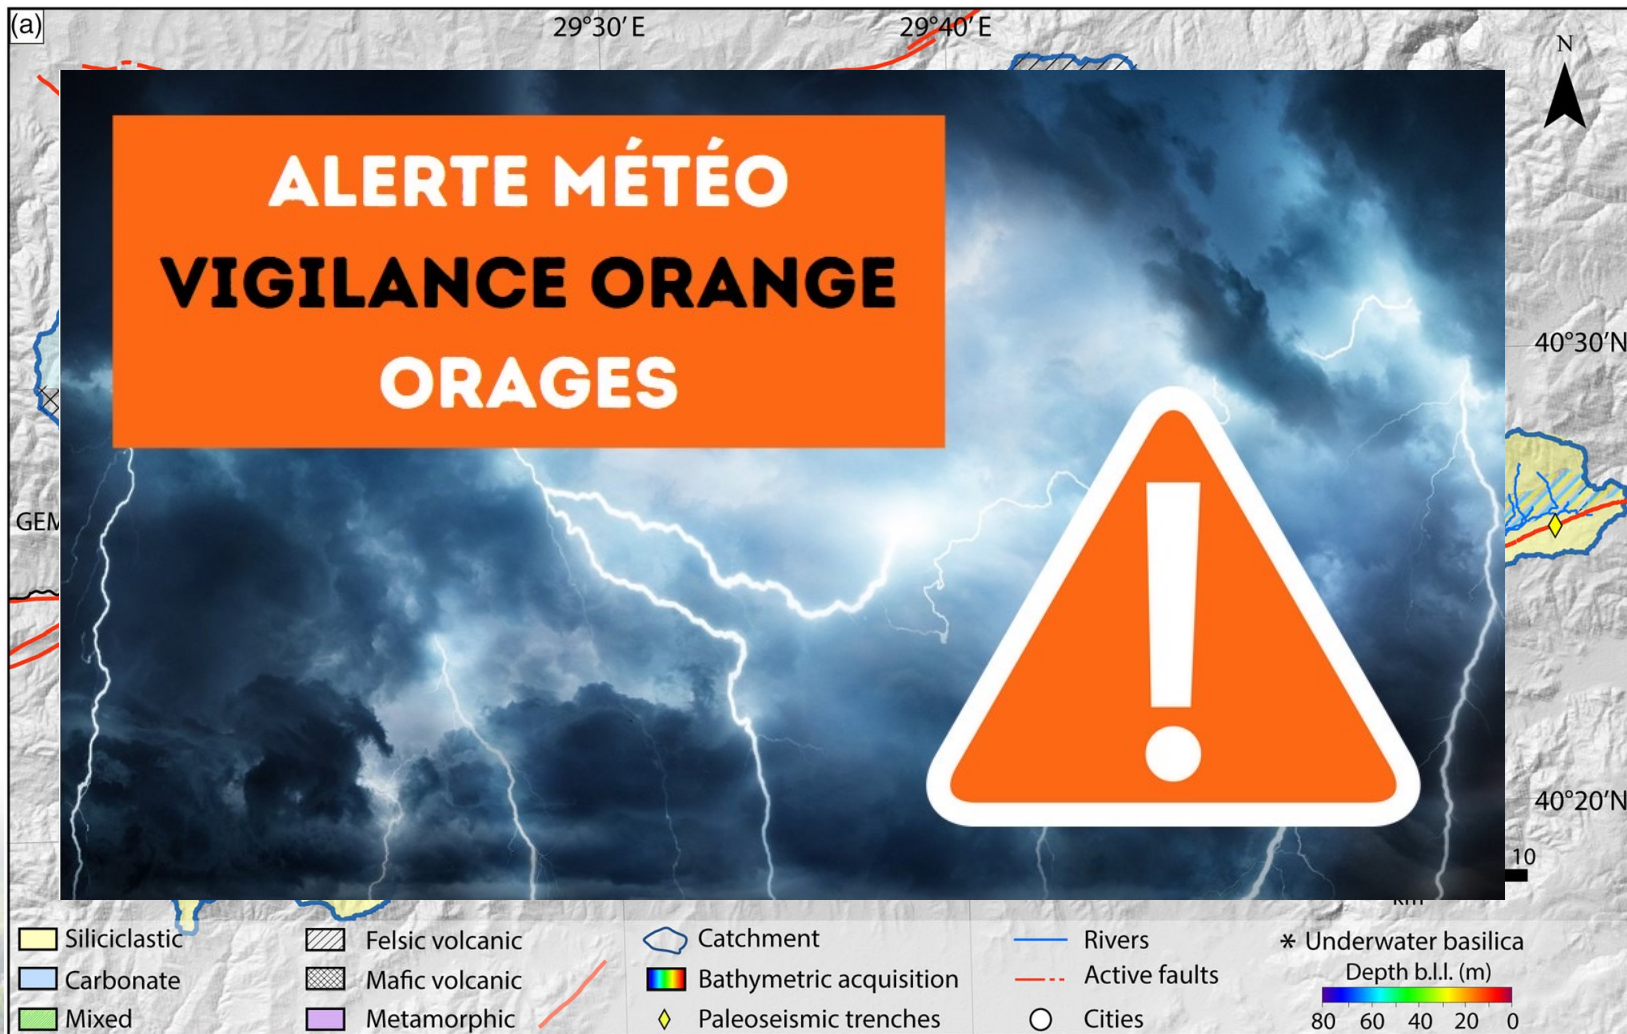 (a)
29°30'E
29°40'E
N
ALERTE MÉTÉO
VIGILANCE ORANGE
ORAGES
40°30'N
GEM
40°20'N
10
Siliciclastic
Felsic volcanic
Catchment
Rivers
* Underwater basilica
Carbonate
Mafic volcanic
Bathymetric acquisition
Active faults
Depth b.l.l. (m)
Mixed
Metamorphic
Paleoseismic trenches
Cities
80 60 40 20 0